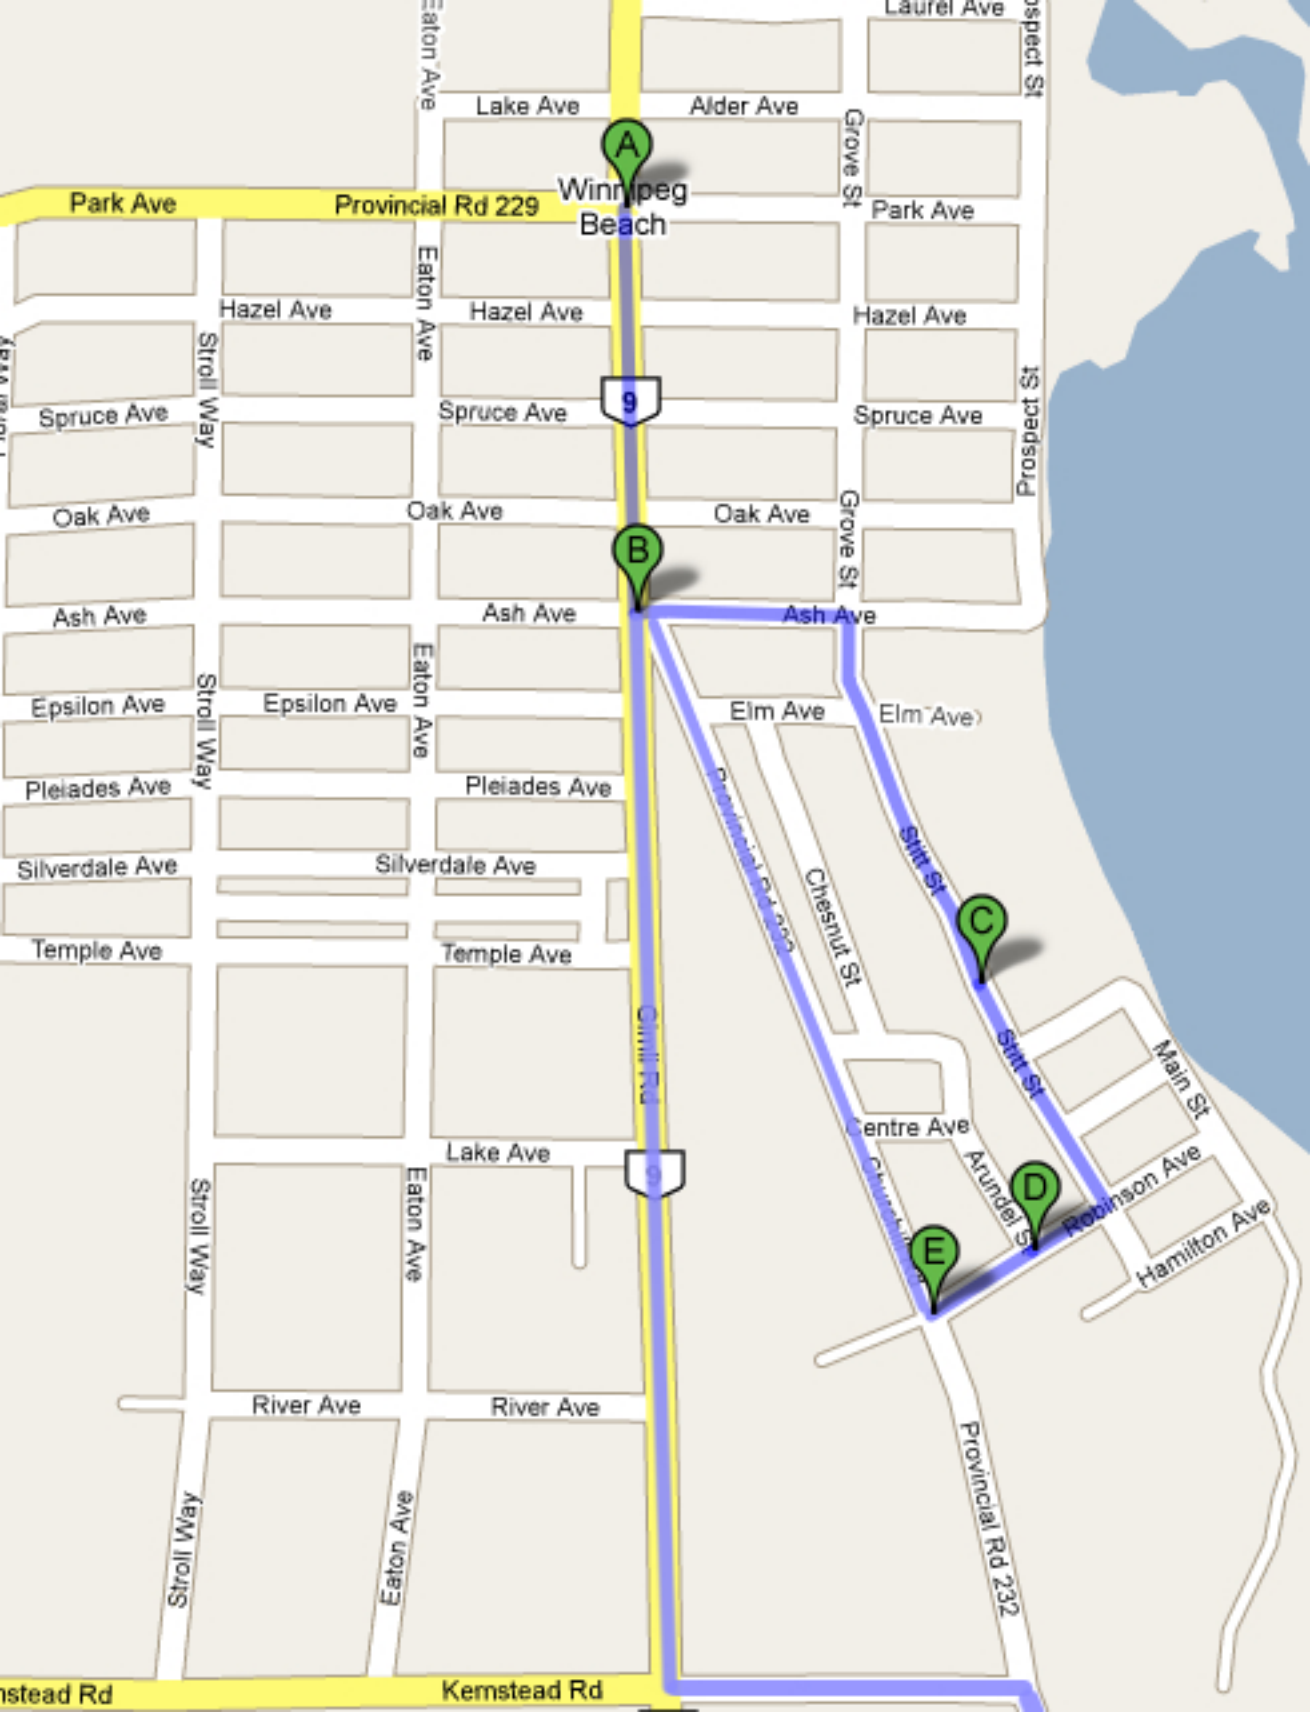 Laurel Ave
Eaton Ave
Lake Ave
Alder Ave
Grove St
A
Winnipeg
Beach
Park Ave
Provincial Rd 229
Park Ave
Eaton Ave
Hazel Ave
Hazel Ave
Hazel Ave
Stroll Way
9
Prospect St
Spruce Ave
Spruce Ave
Spruce Ave
Oak Ave
Oak Ave
Oak Ave
Grove St
B
Ash Ave
Ash Ave
Ash Ave
Eaton Ave
Stroll Way
Epsilon Ave
Epsilon Ave
Elm Ave
Elm Ave
Pleiades Ave
Pleiades Ave
Provincial Rd 232
Stitt St
Silverdale Ave
Silverdale Ave
Chesnut St
C
Temple Ave
Temple Ave
Gimli Rd
Stitt St
Main St
Centre Ave
Lake Ave
9
Arundel St
D
Robinson Ave
Stroll Way
Eaton Ave
E
Hamilton Ave
River Ave
River Ave
Provincial Rd 232
Stroll Way
Eaton Ave
Kernstead Rd